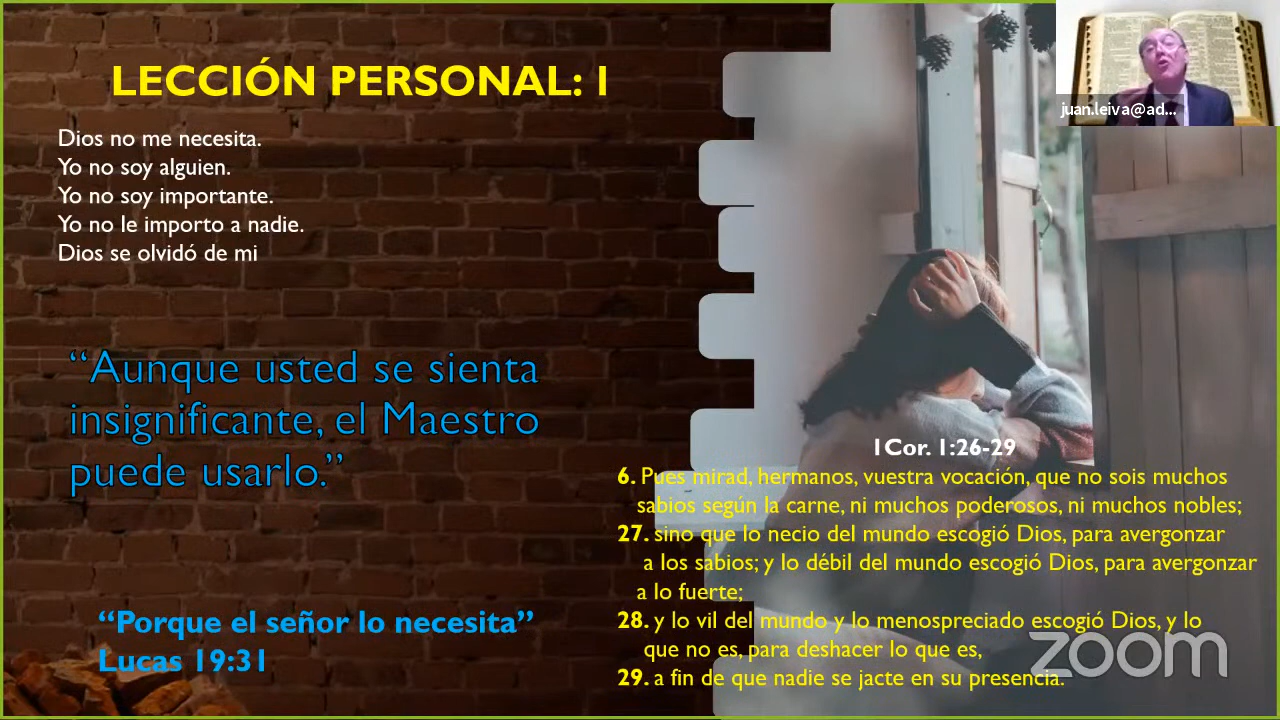 LECCIÓN PERSONAL: I
Dios no me necesita.
Yo no soy alguien.
Yo no soy importante.
Yo no le importo a nadie.
Dios se olvidó de mi
“Aunque usted se sienta
insignificante, el Maestro
puede usarlo.”
“Porque el señor lo necesita”
Lucas 19:31
juan.leiva@ad...
1Cor. 1:26-29
6. Pues mirad, hermanos, vuestra vocación, que no sois muchos
sabios según la carne, ni muchos poderosos, ni muchos nobles;
27. sino que lo necio del mundo escogió Dios, para avergonzar
a los sabios; y lo débil del mundo escogió Dios, para avergonzar
a lo fuerte;
28. y lo vil del mundo y lo menospreciado escogió Dios, y lo
que no es, para deshacer lo que es,
29. a fin de que nadie se jacte en su presencia.
zoom